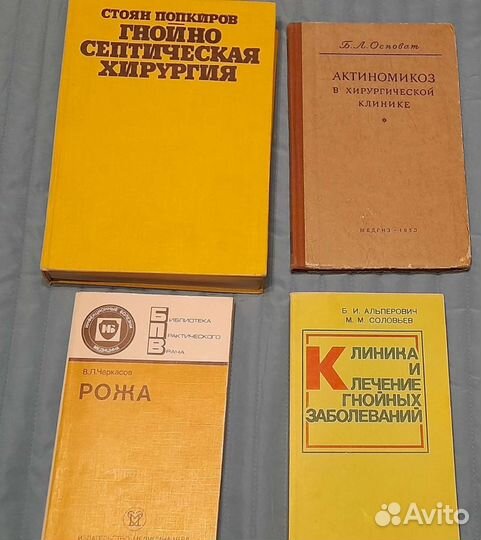 СТОЯН ПОПКИРОВ
ГНОЙНО
СЕПТИЧЕСКАЯ
ХИРУРГИЯ
Б. Л. Осповат
АКТИНОМИКОЗ
В ХИРУРГИЧЕСКОЙ
КЛИНИКЕ
МЕДГИЗ - 1950
БИБЛИОТЕКА
ПРАКТИЧЕСКОГО
ВРАЧА
В.Л.Черкасов
РОЖА
Б. И. АЛЬПЕРОВИЧ
М. М. СОЛОВЬЕВ
КЛИНИКА
И
ЛЕЧЕНИЕ
ГНОЙНЫХ
ЗАБОЛЕВАНИЙ
Avito